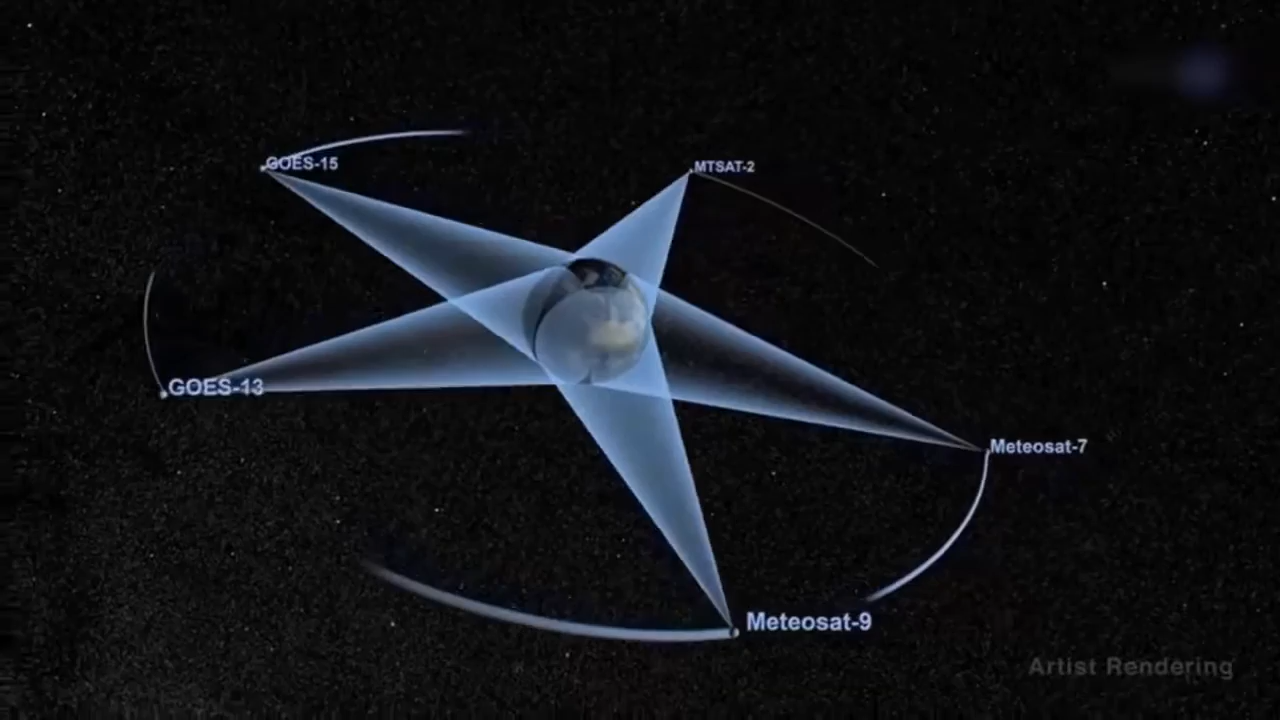 GOES-15
MTSAT-2
GOES-13
Meteosat-7
Meteosat-9
Artist Rendering